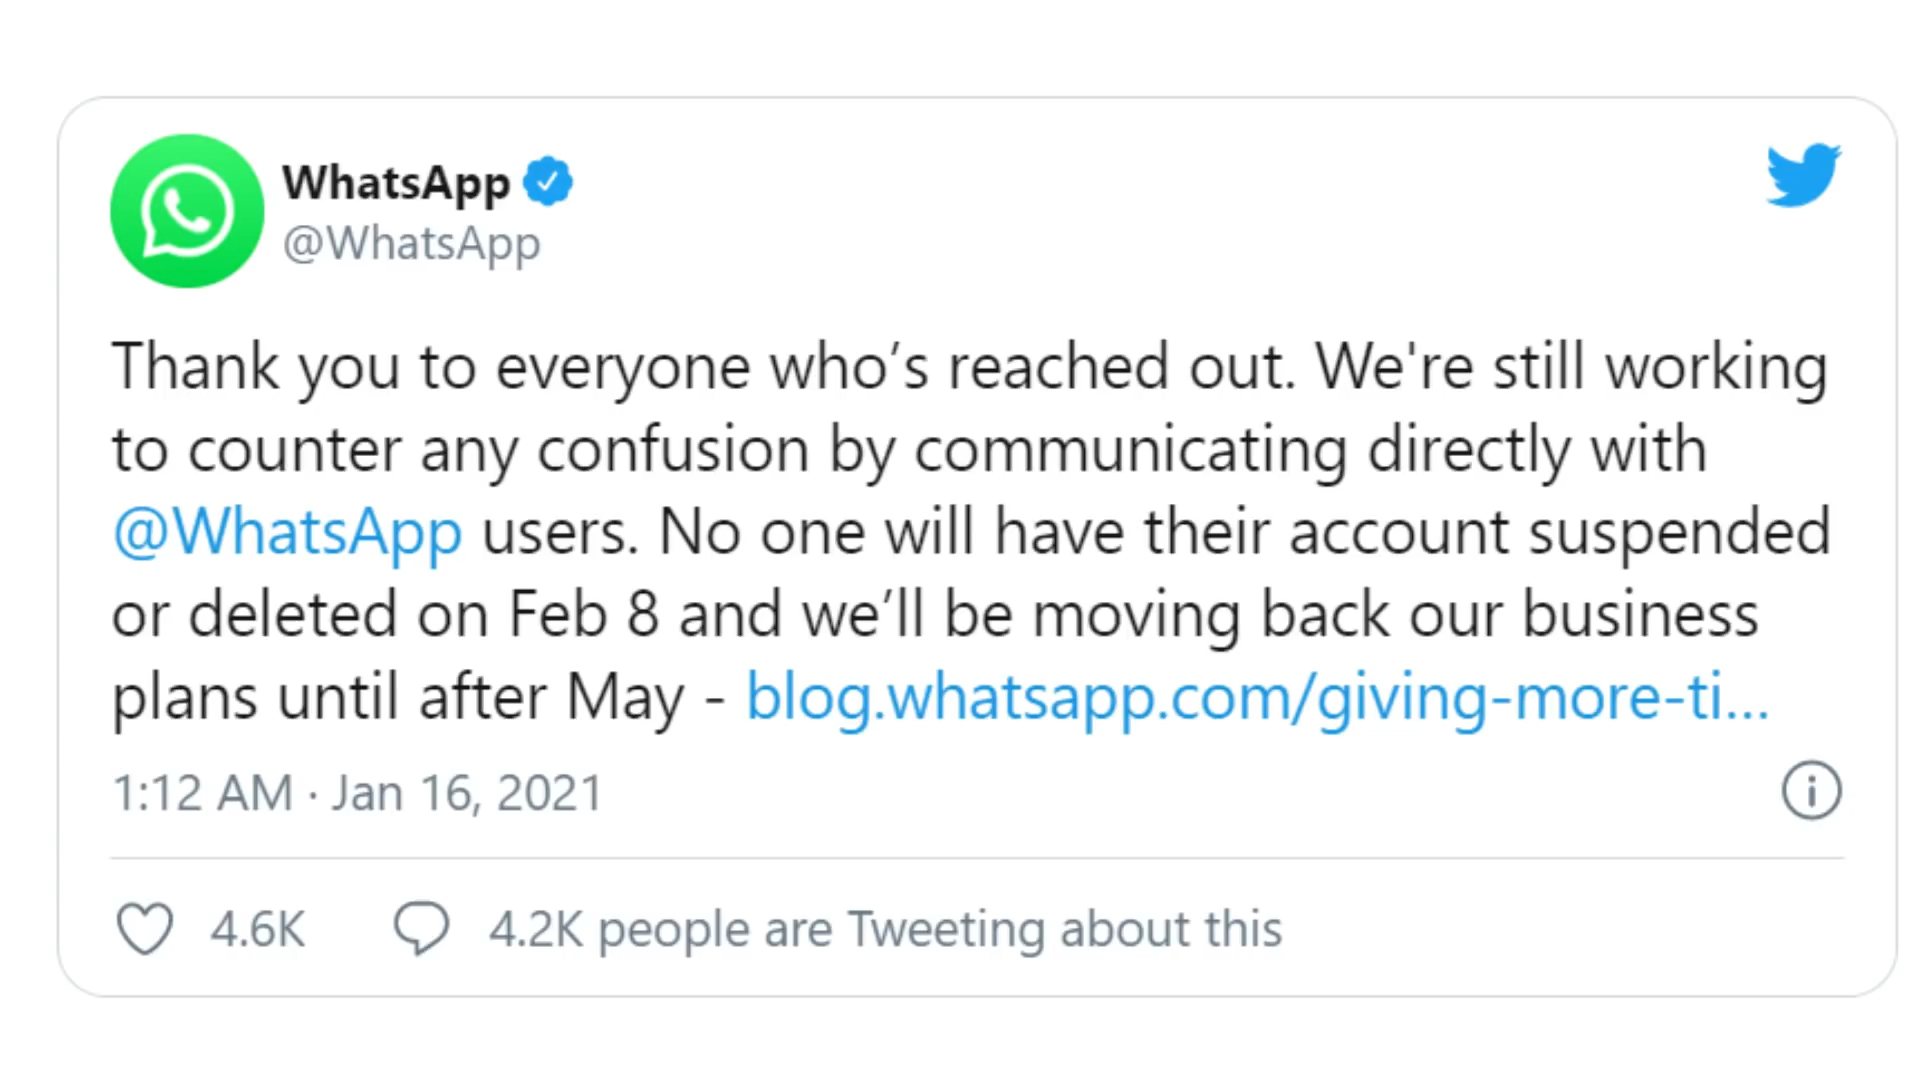 WhatsApp
@WhatsApp
Thank you to everyone who’s reached out. We're still working
to counter any confusion by communicating directly with
@WhatsApp users. No one will have their account suspended
or deleted on Feb 8 and we’ll be moving back our business
plans until after May - blog.whatsapp.com/giving-more-ti...
1:12 AM · Jan 16, 2021
4.6K 4.2K people are Tweeting about this